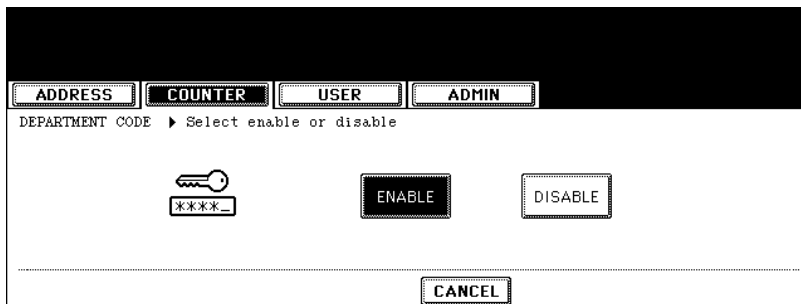 ADDRESS COUNTER USER ADMIN
DEPARTMENT CODE ▶ Select enable or disable
****_ ENABLE DISABLE
CANCEL